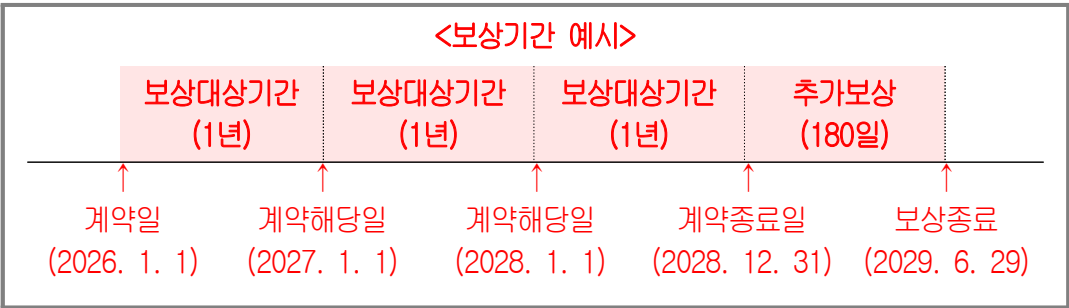 <보상기간 예시>
보상대상기간 보상대상기간 보상대상기간 추가보상
(1년) (1년) (1년) (180일)
↑ ↑ ↑ ↑ ↑
계약일 계약해당일 계약해당일 계약종료일 보상종료
(2026. 1. 1) (2027. 1. 1) (2028. 1. 1) (2028. 12. 31) (2029. 6. 29)